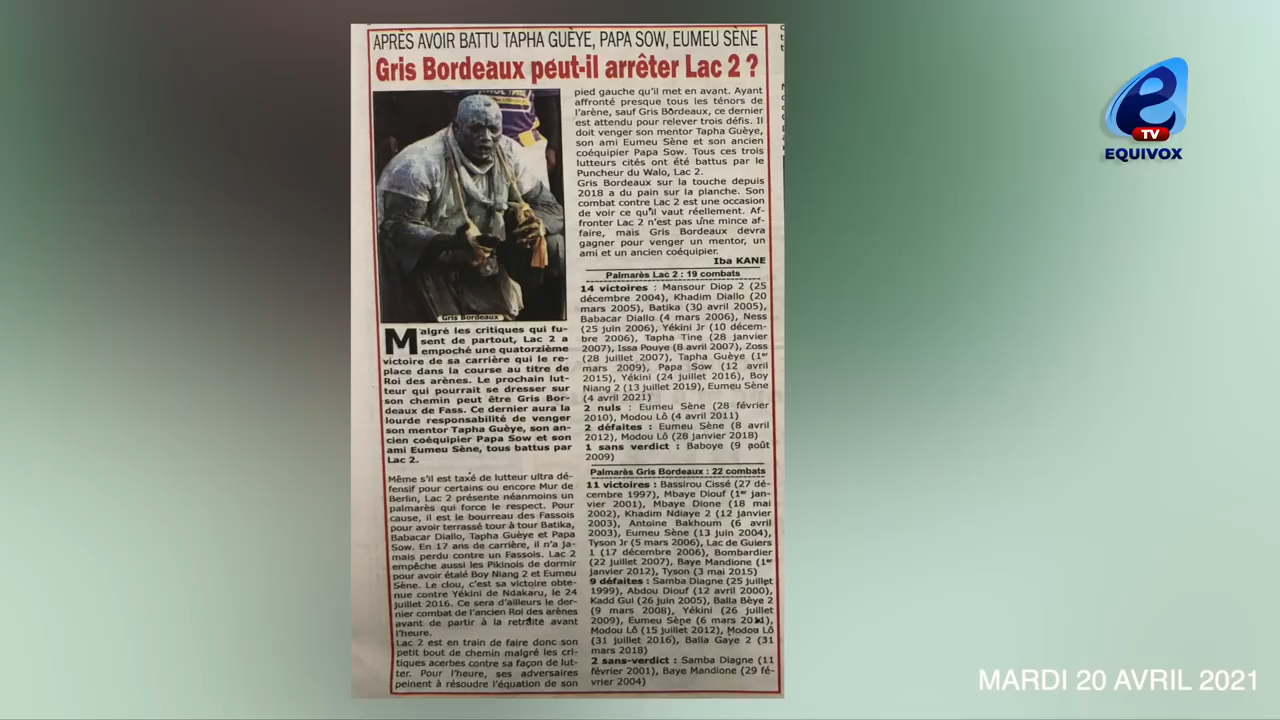 APRÈS AVOIR BATTU TAPHA GUÈYE, PAPA SOW, EUMEU SÈNE
Gris Bordeaux peut-il arrêter Lac 2 ?
Gris Bordeaux
Malgré les critiques qui fu-
sent de partout, Lac 2 a
empoché une quatorzième
victoire de sa carrière qui le re-
place dans la course au titre de
Roi des arènes. Le prochain lut-
teur qui pourrait se dresser sur
son chemin peut être Gris Bor-
deaux de Fass. Ce dernier aura la
lourde responsabilité de venger
son mentor Tapha Guèye, son an-
cien coéquipier Papa Sow et son
ami Eumeu Sène, tous battus par
Lac 2.
Même s'il est taxé de lutteur ultra dé-
fensif pour certains ou encore Mur de
Berlin, Lac 2 présente néanmoins un
palmarès qui force le respect. Pour
cause, il est le bourreau des Fassois
pour avoir terrassé tour à tour Batika,
Babacar Diallo, Tapha Guèye et Papa
Sow. En 17 ans de carrière, il n'a ja-
mais perdu contre un Fassois. Lac 2
empêche aussi les Pikinois de dormir
pour avoir étalé Boy Niang 2 et Eumeu
Sène. Le clou, c'est sa victoire obte-
nue contre Yékini de Ndakaru, le 24
juillet 2016. Ce sera d'ailleurs le der-
nier combat de l'ancien Roi des arènes
avant de partir à la retraite avant
l'heure.
Lac 2 est en train de faire donc son
petit bout de chemin malgré les cri-
tiques acerbes contre sa façon de lut-
ter. Pour l'heure, ses adversaires
peinent à résoudre l'équation de son
pied gauche qu'il met en avant. Ayant
affronté presque tous les ténors de
l'arène, sauf Gris Bordeaux, ce dernier
est attendu pour relever trois défis. Il
doit venger son mentor Tapha Guèye,
son ami Eumeu Sène et son ancien
coéquipier Papa Sow. Tous ces trois
lutteurs cités ont été battus par le
Puncheur du Walo, Lac 2.
Gris Bordeaux sur la touche depuis
2018 a du pain sur la planche. Son
combat contre Lac 2 est une occasion
de voir ce qu'il vaut réellement. Af-
fronter Lac 2 n'est pas une mince af-
faire, mais Gris Bordeaux devra
gagner pour venger un mentor, un
ami et un ancien coéquipier.
Iba KANE
Palmarès Lac 2 : 19 combats
14 victoires : Mansour Diop 2 (25
décembre 2004), Khadim Diallo (20
mars 2005), Batika (30 avril 2005),
Babacar Diallo (4 mars 2006), Ness
(25 juin 2006), Yékini Jr (10 décem-
bre 2006), Tapha Tine (28 janvier
2007), Issa Pouye (8 avril 2007), Zoss
(28 juillet 2007), Tapha Guèye (1er
mars 2009), Papa Sow (12 avril
2015), Yékini (24 juillet 2016), Boy
Niang 2 (13 juillet 2019), Eumeu Sène
(4 avril 2021)
2 nuls : Eumeu Sène (28 février
2010), Modou Lô (4 avril 2011)
2 défaites : Eumeu Sène (8 avril
2012), Modou Lô (28 janvier 2018)
1 sans verdict : Baboye (9 août
2009)
Palmarès Gris Bordeaux : 22 combats
11 victoires : Bassirou Cissé (27 dé-
cembre 1997), Mbaye Diouf (1er jan-
vier 2001), Mbaye Dione (18 mai
2002), Khadim Ndiaye 2 (12 janvier
2003), Antoine Bakhoum (6 avril
2003), Eumeu Sène (13 juin 2004),
Tyson Jr (5 mars 2006), Lac de Guiers
1 (17 décembre 2006), Bombardier
(22 juillet 2007), Baye Mandione (1er
janvier 2012), Tyson (3 mai 2015)
9 défaites : Samba Diagne (25 juillet
1999), Abdou Diouf (12 avril 2000),
Kadd Gui (26 juin 2005), Balla Bèye 2
(9 mars 2008), Yékini (26 juillet
2009), Eumeu Sène (6 mars 2011),
Modou Lô (15 juillet 2012), Modou Lô
(31 juillet 2016), Balla Gaye 2 (31
mars 2018)
2 sans-verdict : Samba Diagne (11
février 2001), Baye Mandione (29 fé-
vrier 2004)
e
TV
EQUIVOX
MARDI 20 AVRIL 2021